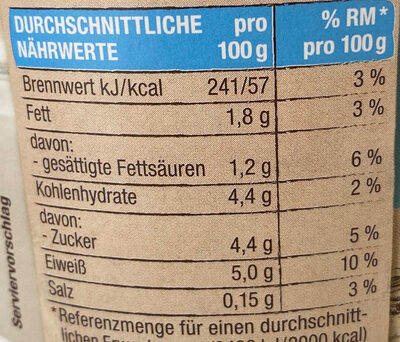 DURCHSCHNITTLICHE pro % RM*
NÄHRWERTE 100 g pro 100 g
Brennwert kJ/kcal 241/57 3 %
Fett 1,8 g 3 %
davon:
- gesättigte Fettsäuren 1,2 g 6 %
Kohlenhydrate 4,4 g 2 %
davon:
- Zucker 4,4 g 5 %
Eiweiß 5,0 g 10 %
Salz 0,15 g 3 %
*Referenzmenge für einen durchschnitt-
lichen kcal)
Serviervorschlag